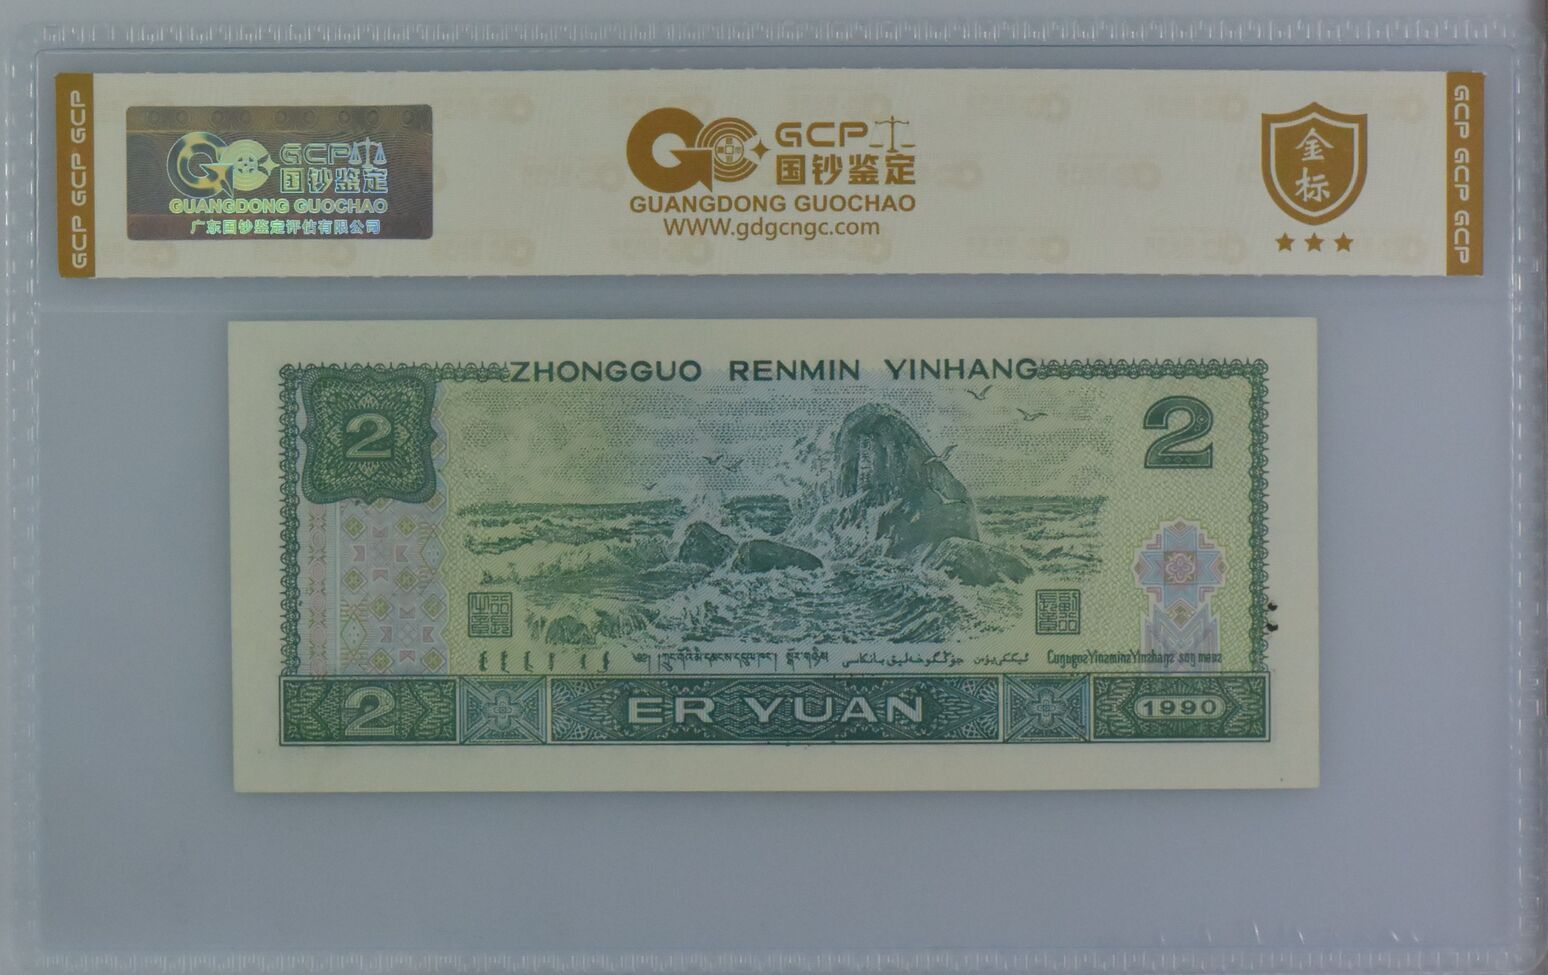 GCP GCP GCP
GCP
国钞鉴定
GUANGDONG GUOCHAO
广东国钞鉴定评估有限公司
GCP
国钞鉴定
GUANGDONG GUOCHAO
WWW.gdgcngc.com
金标
GCP GCP GCP
ZHONGGUO RENMIN YINHANG
2
2
2
ER YUAN
1990